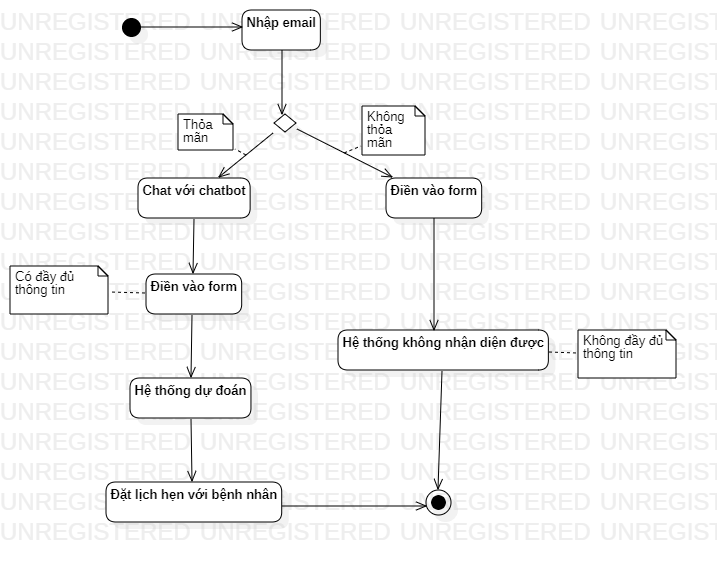 Nhập email
Thỏa
mãn
Không
thỏa
mãn
Chat với chatbot
Điền vào form
Có đầy đủ
thông tin
Điền vào form
Hệ thống không nhận diện được
Không đầy đủ
thông tin
Hệ thống dự đoán
Đặt lịch hẹn với bệnh nhân
UNREGISTERED